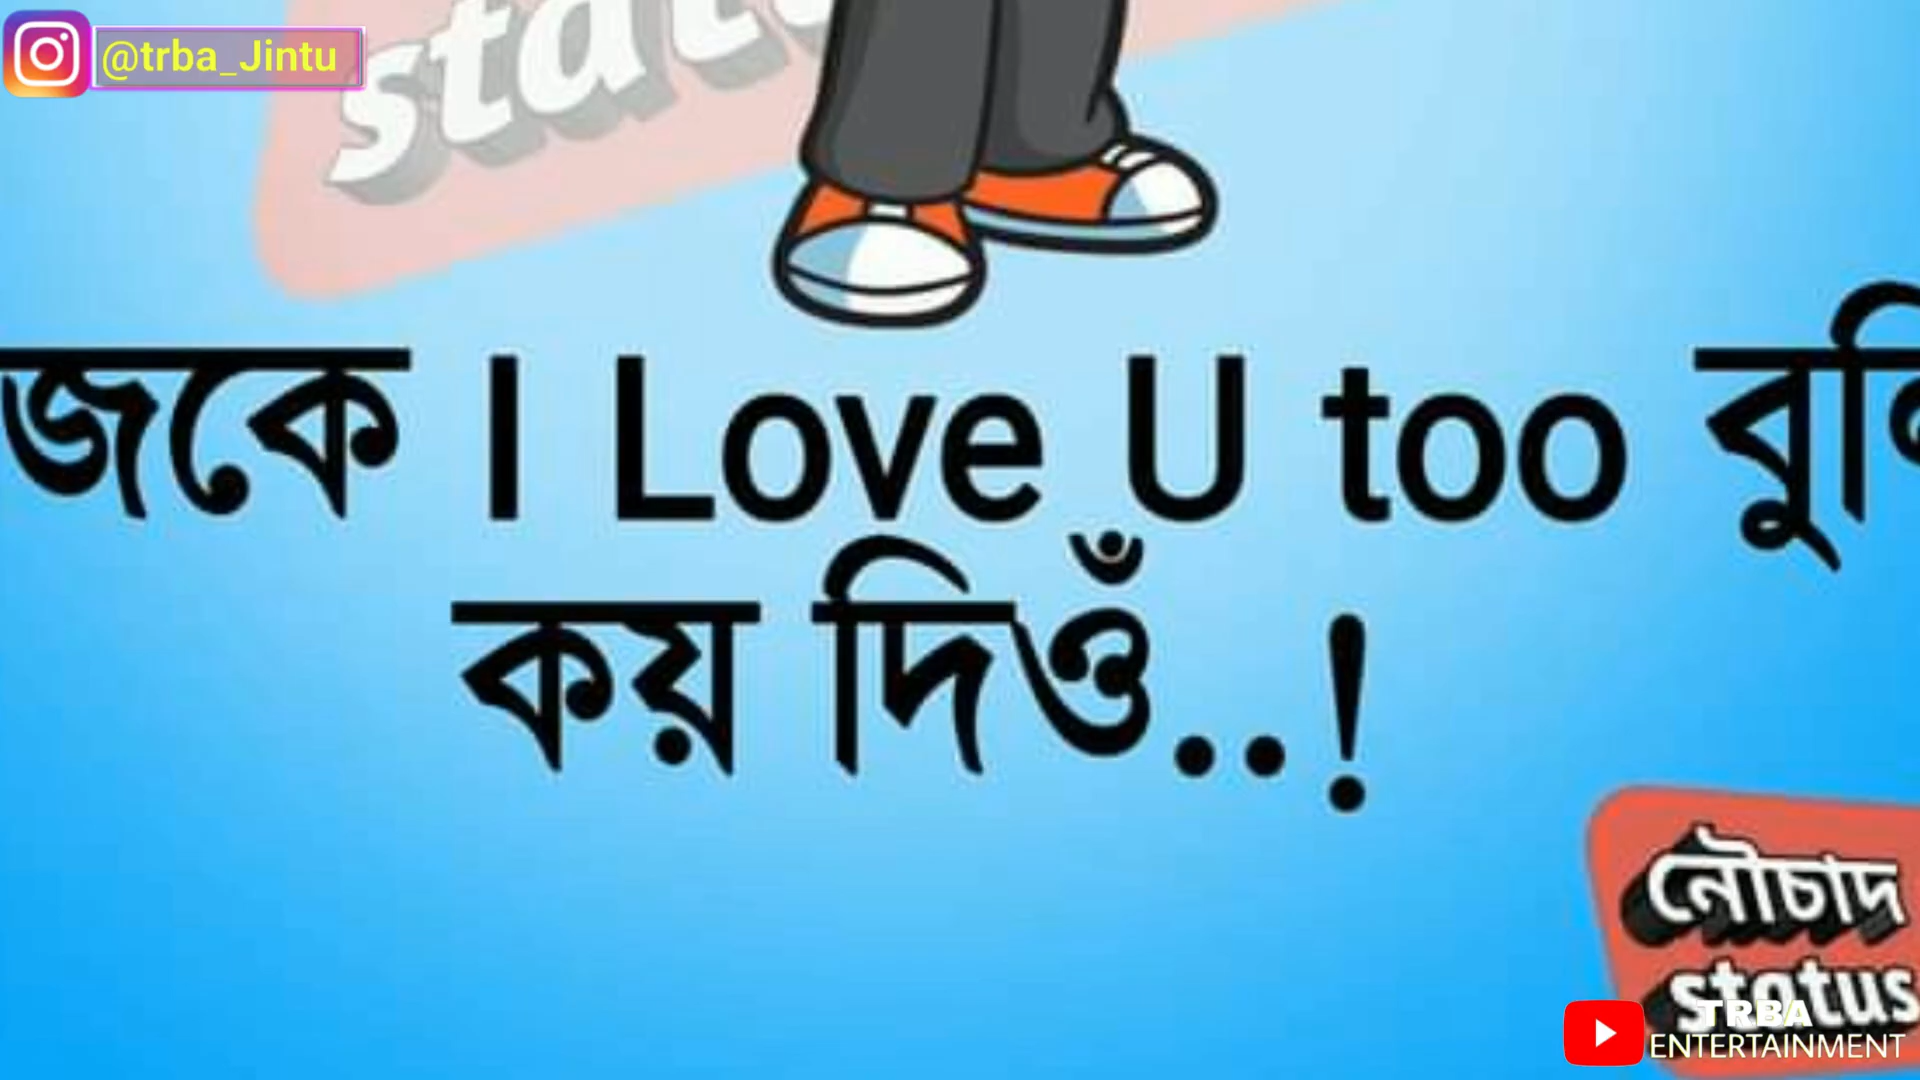 @trba_Jintu
জকে I Love U too
কয় দিওঁ..!
নৌচাদ
status
TRBA
ENTERTAINMENT